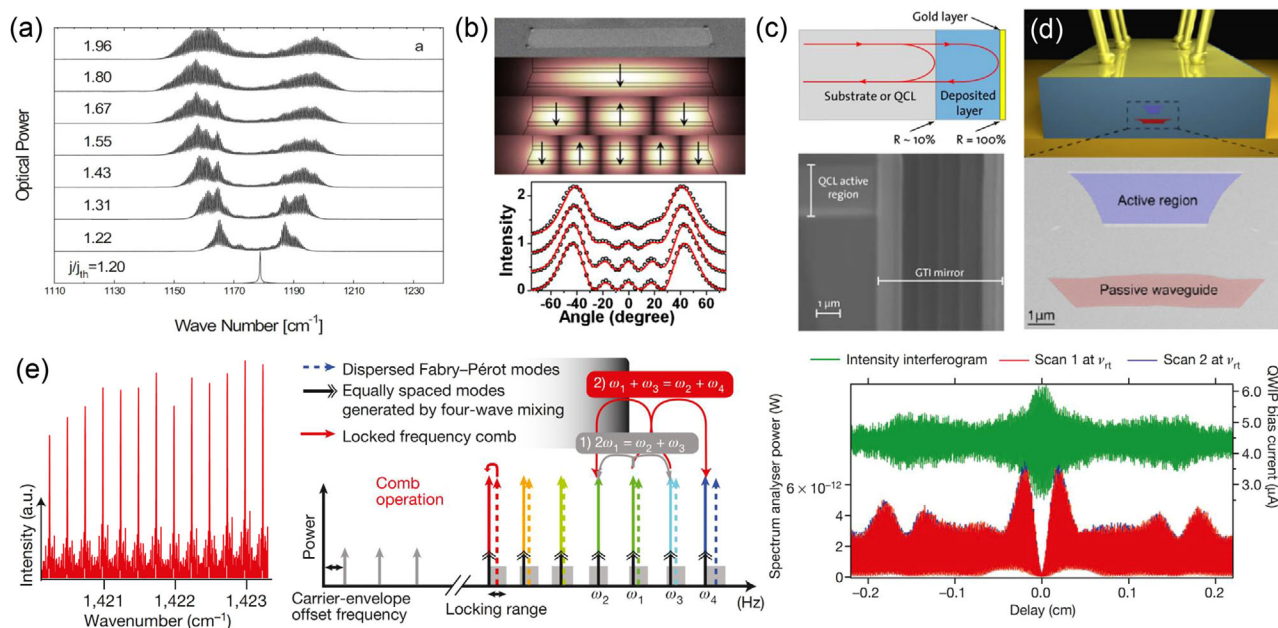 (a)
a
1.96
1.80
1.67
1.55
1.43
1.31
1.22
j/jth=1.20
Optical Power
1110 1130 1150 1170 1190 1210 1230
Wave Number [cm⁻¹]
(b)
Intensity
2
1
0
-60 -40 -20 0 20 40 60
Angle (degree)
(c)
Gold layer
Substrate or QCL
Deposited
layer
R ~ 10%
R = 100%
QCL active
region
GTI mirror
1 µm
(d)
Active region
Passive waveguide
1µm
(e)
Intensity (a.u.)
1,421 1,422 1,423
Wavenumber (cm⁻¹)
Dispersed Fabry–Pérot modes
Equally spaced modes
generated by four-wave mixing
Locked frequency comb
2) ω1 + ω3 = ω2 + ω4
1) 2ω1 = ω2 + ω3
Comb
operation
Power
Carrier-envelope
offset frequency
Locking range
ω2 ω1 ω3 ω4
(Hz)
Intensity interferogram
Scan 1 at νrt
Scan 2 at νrt
Spectrum analyser power (W)
6 × 10⁻¹²
4
2
0
QWIP bias
current (µA)
6.0
5.0
4.0
3.0
−0.2 −0.1 0.0 0.1 0.2
Delay (cm)